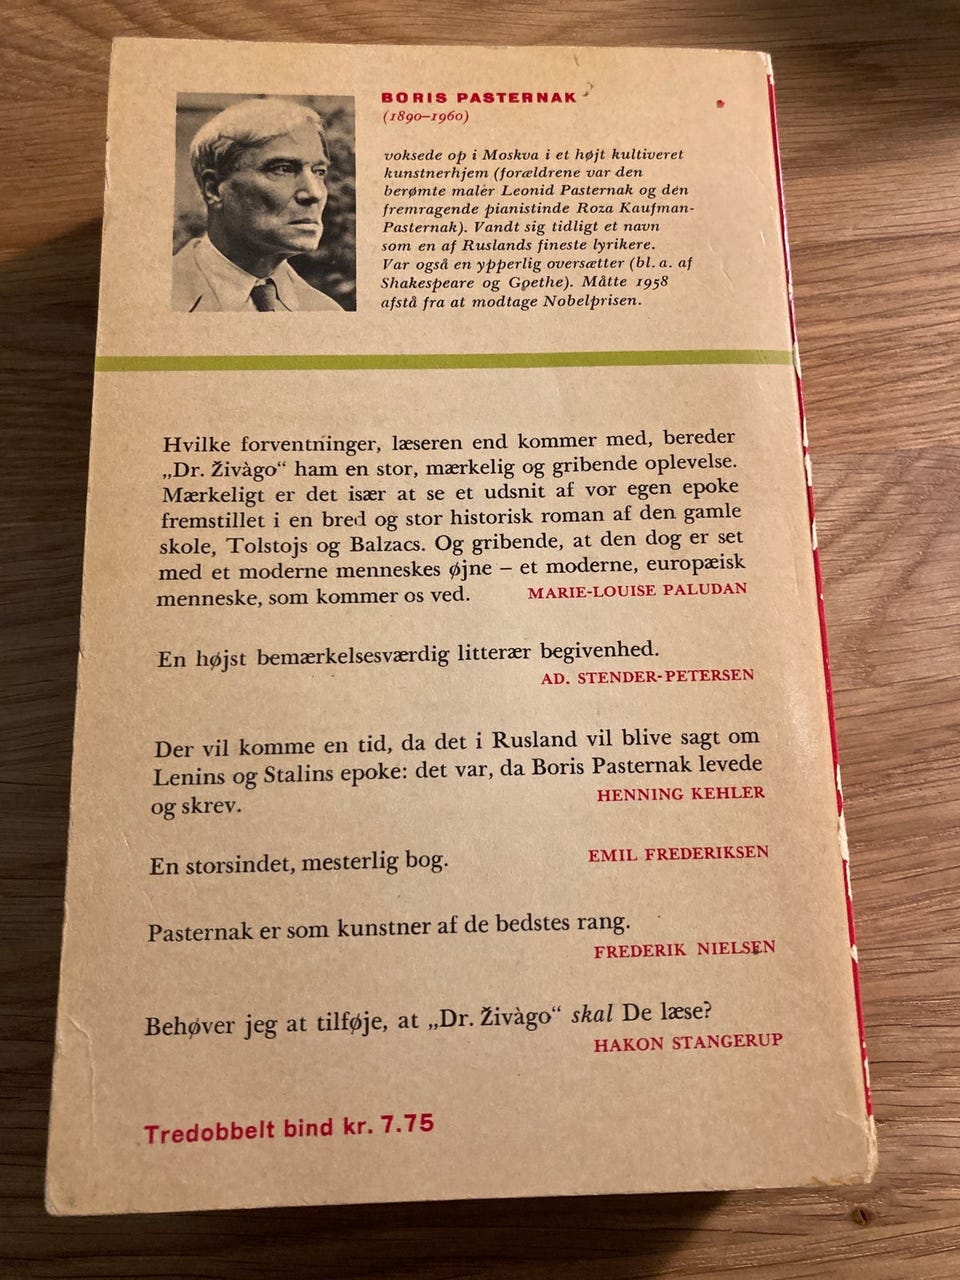 BORIS PASTERNAK
(1890–1960)
voksede op i Moskva i et højt kultiveret
kunstnerhjem (forældrene var den
berømte maler Leonid Pasternak og den
fremragende pianistinde Roza Kaufman-
Pasternak). Vandt sig tidligt et navn
som en af Ruslands fineste lyrikere.
Var også en ypperlig oversætter (bl. a. af
Shakespeare og Goethe). Måtte 1958
afstå fra at modtage Nobelprisen.
Hvilke forventninger, læseren end kommer med, bereder
„Dr. Živàgo“ ham en stor, mærkelig og gribende oplevelse.
Mærkeligt er det især at se et udsnit af vor egen epoke
fremstillet i en bred og stor historisk roman af den gamle
skole, Tolstojs og Balzacs. Og gribende, at den dog er set
med et moderne menneskes øjne – et moderne, europæisk
menneske, som kommer os ved. MARIE-LOUISE PALUDAN
En højst bemærkelsesværdig litterær begivenhed.
AD. STENDER-PETERSEN
Der vil komme en tid, da det i Rusland vil blive sagt om
Lenins og Stalins epoke: det var, da Boris Pasternak levede
og skrev. HENNING KEHLER
En storsindet, mesterlig bog. EMIL FREDERIKSEN
Pasternak er som kunstner af de bedstes rang.
FREDERIK NIELSEN
Behøver jeg at tilføje, at „Dr. Živàgo“ skal De læse?
HAKON STANGERUP
Tredobbelt bind kr. 7.75